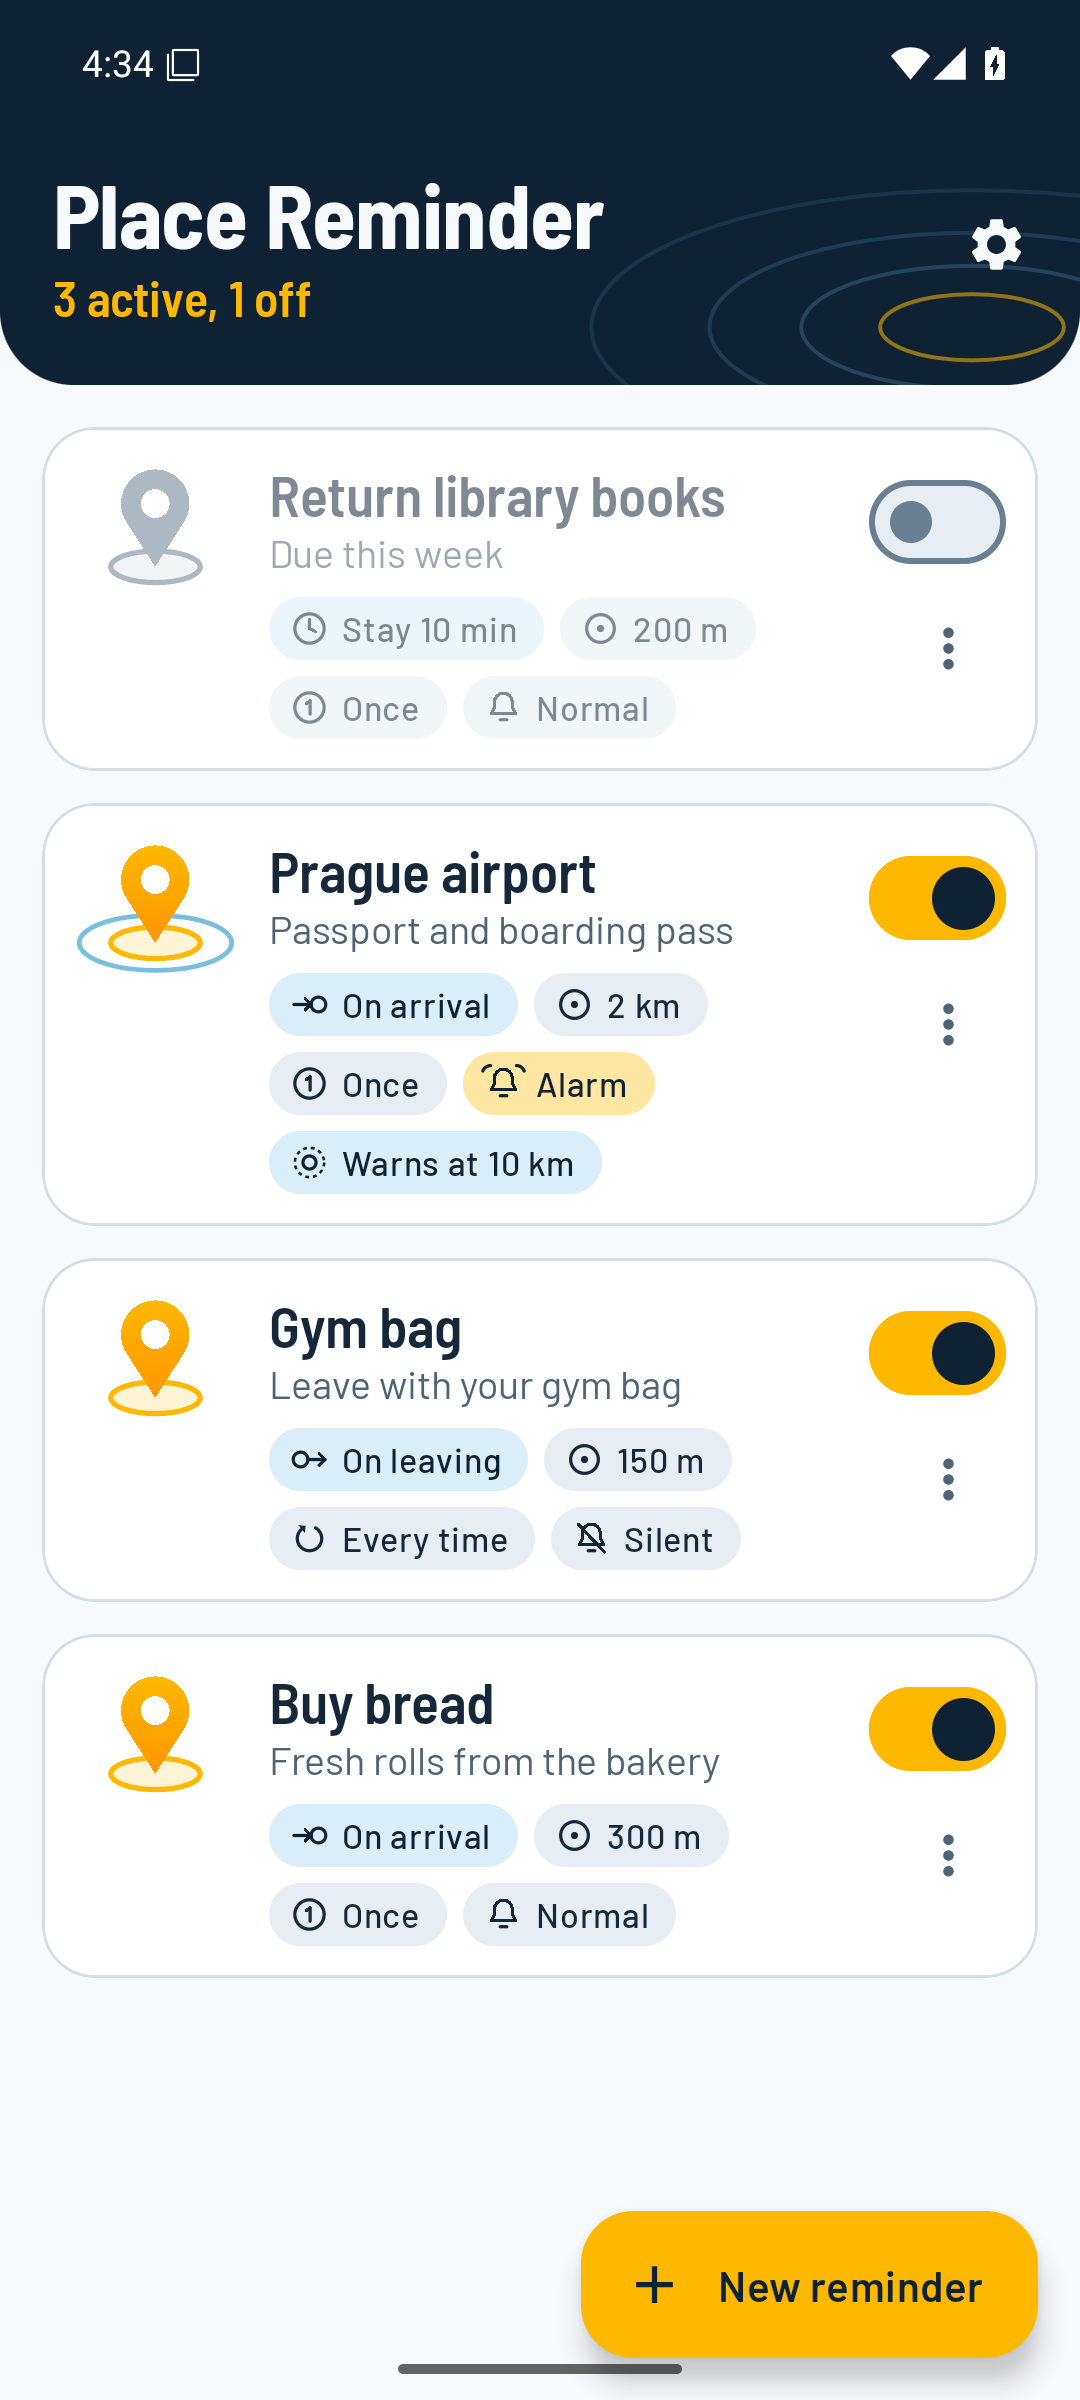 4:34
Place Reminder
3 active, 1 off
Return library books
Due this week
Stay 10 min
200 m
Once
Normal
Prague airport
Passport and boarding pass
On arrival
2 km
Once
Alarm
Warns at 10 km
Gym bag
Leave with your gym bag
On leaving
150 m
Every time
Silent
Buy bread
Fresh rolls from the bakery
On arrival
300 m
Once
Normal
New reminder